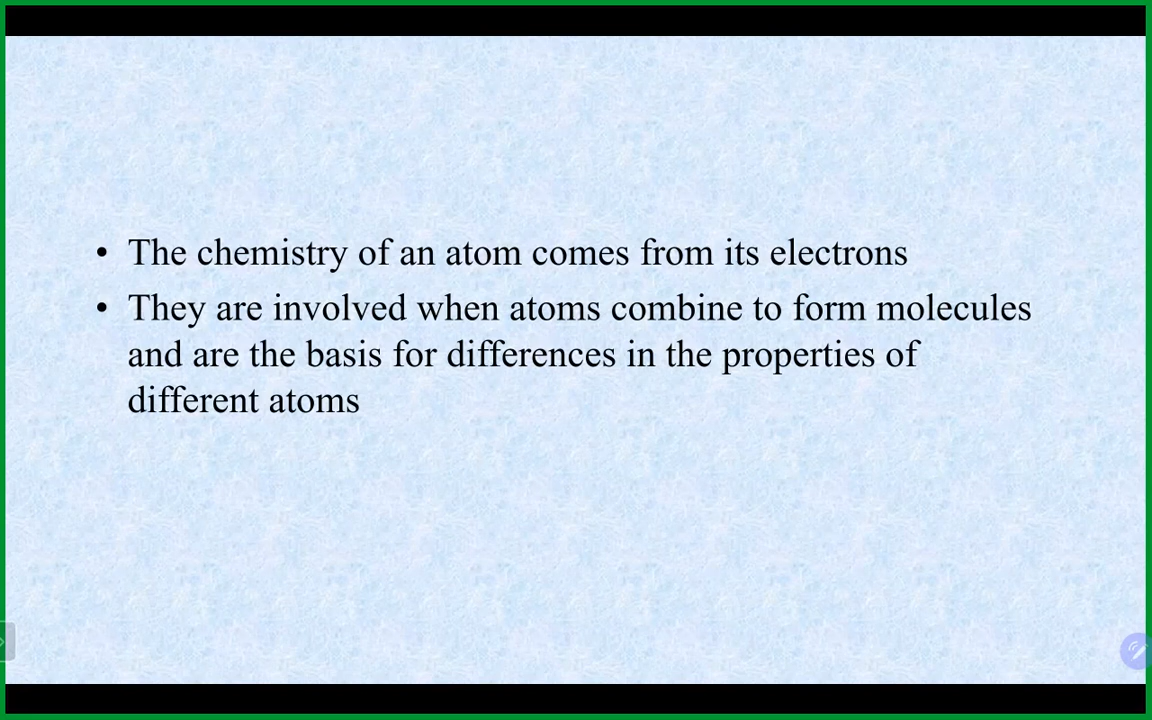 • The chemistry of an atom comes from its electrons
• They are involved when atoms combine to form molecules
and are the basis for differences in the properties of
different atoms